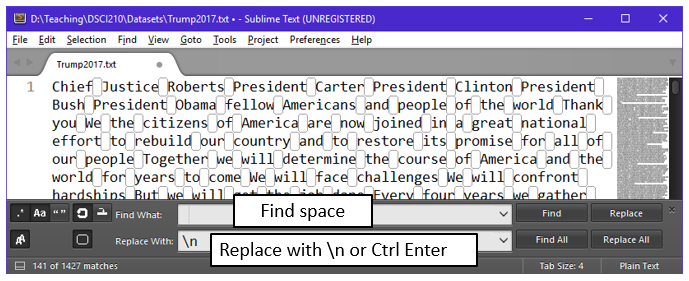 D:\Teaching\DSCI210\Datasets\Trump2017.txt • - Sublime Text (UNREGISTERED)
File Edit Selection Find View Goto Tools Project Preferences Help
Trump2017.txt
1 Chief Justice Roberts President Carter President Clinton President
Bush President Obama fellow Americans and people of the world Thank
you We the citizens of America are now joined in a great national
effort to rebuild our country and to restore its promise for all of
our people Together we will determine the course of America and the
world for years to come We will face challenges We will confront
hardships But we will get the job done Every four years we gather
.* Aa “ ” Find What: Find space Find Replace
Replace With: \n Replace with \n or Ctrl Enter Find All Replace All
141 of 1427 matches Tab Size: 4 Plain Text